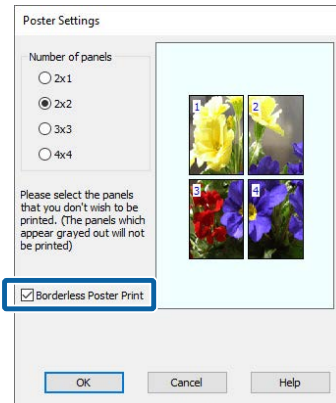 Poster Settings
Number of panels
2x1
2x2
3x3
4x4
Please select the panels
that you don't wish to be
printed. (The panels which
appear grayed out will not
be printed)
Borderless Poster Print
1
2
3
4
OK
Cancel
Help